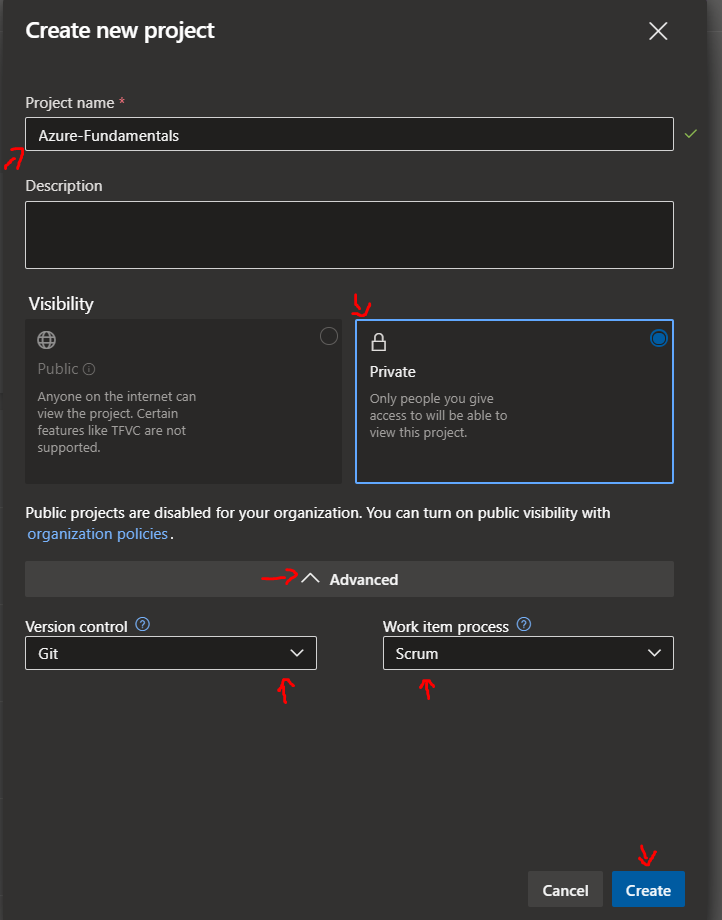 Create new project
Project name *
Azure-Fundamentals
Description
Visibility
Public
Anyone on the internet can
view the project. Certain
features like TFVC are not
supported.
Private
Only people you give
access to will be able to
view this project.
Public projects are disabled for your organization. You can turn on public visibility with
organization policies.
Advanced
Version control
Git
Work item process
Scrum
Cancel
Create